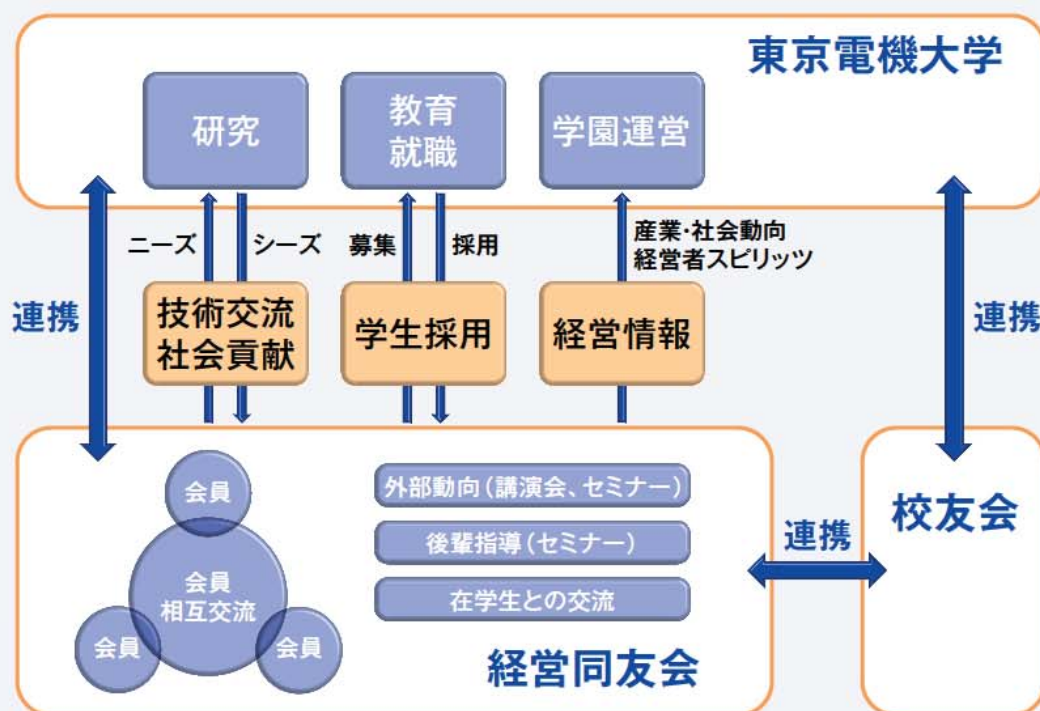 東京電機大学
研究
教育
就職
学園運営
ニーズ
シーズ
募集
採用
産業・社会動向
経営者スピリッツ
連携
技術交流
社会貢献
学生採用
経営情報
連携
会員
会員
相互交流
会員
会員
外部動向(講演会、セミナー)
後輩指導(セミナー)
在学生との交流
経営同友会
連携
校友会